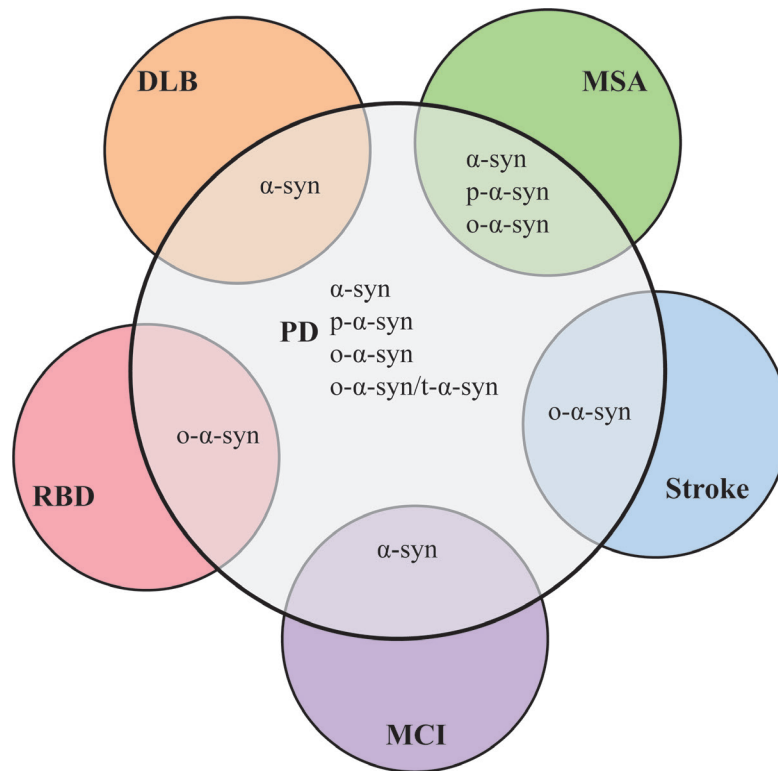 DLB
MSA
α-syn
α-syn
p-α-syn
o-α-syn
PD
α-syn
p-α-syn
o-α-syn
o-α-syn/t-α-syn
o-α-syn
Stroke
o-α-syn
RBD
α-syn
MCI